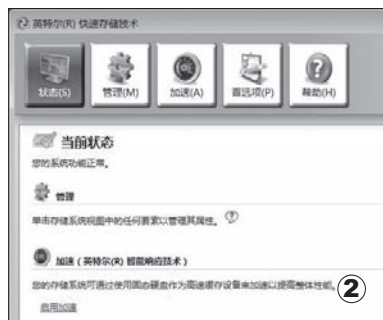 英特尔(R) 快速存储技术
状态(S) 管理(M) 加速(A) 首选项(P) 帮助(H)
当前状态
您的系统功能正常。
管理
单击存储系统视图中的任何要素以管理其属性。
加速(英特尔(R) 智能响应技术)
您的存储系统可通过使用固态硬盘作为高速缓存设备来加速以提高整体性能。 2
启用加速